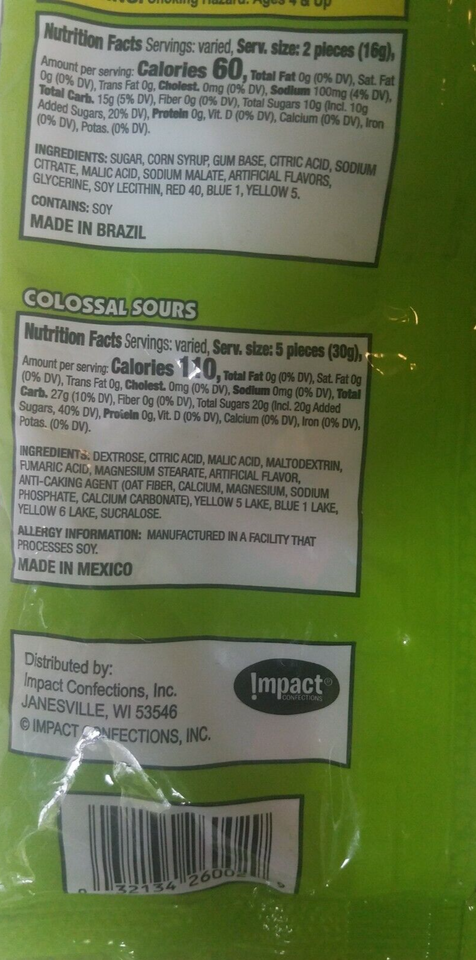 Choking Hazard. Ages 4 & Up
Nutrition Facts Servings: varied, Serv. size: 2 pieces (16g),
Amount per serving: Calories 60, Total Fat 0g (0% DV), Sat. Fat
0g (0% DV), Trans Fat 0g, Cholest. 0mg (0% DV), Sodium 100mg (4% DV),
Total Carb. 15g (5% DV), Fiber 0g (0% DV), Total Sugars 10g (Incl. 10g
Added Sugars, 20% DV), Protein 0g, Vit. D (0% DV), Calcium (0% DV), Iron
(0% DV), Potas. (0% DV).
INGREDIENTS: SUGAR, CORN SYRUP, GUM BASE, CITRIC ACID, SODIUM
CITRATE, MALIC ACID, SODIUM MALATE, ARTIFICIAL FLAVORS,
GLYCERINE, SOY LECITHIN, RED 40, BLUE 1, YELLOW 5.
CONTAINS: SOY
MADE IN BRAZIL
COLOSSAL SOURS
Nutrition Facts Servings: varied, Serv. size: 5 pieces (30g),
Amount per serving: Calories 110, Total Fat 0g (0% DV), Sat. Fat 0g
(0% DV), Trans Fat 0g, Cholest. 0mg (0% DV), Sodium 0mg (0% DV), Total
Carb. 27g (10% DV), Fiber 0g (0% DV), Total Sugars 20g (Incl. 20g Added
Sugars, 40% DV), Protein 0g, Vit. D (0% DV), Calcium (0% DV), Iron (0% DV),
Potas. (0% DV).
INGREDIENTS: DEXTROSE, CITRIC ACID, MALIC ACID, MALTODEXTRIN,
FUMARIC ACID, MAGNESIUM STEARATE, ARTIFICIAL FLAVOR,
ANTI-CAKING AGENT (OAT FIBER, CALCIUM, MAGNESIUM, SODIUM
PHOSPHATE, CALCIUM CARBONATE), YELLOW 5 LAKE, BLUE 1 LAKE,
YELLOW 6 LAKE, SUCRALOSE.
ALLERGY INFORMATION: MANUFACTURED IN A FACILITY THAT
PROCESSES SOY.
MADE IN MEXICO
Distributed by:
Impact Confections, Inc.
JANESVILLE, WI 53546
© IMPACT CONFECTIONS, INC.
Impact®
CONFECTIONS
32134